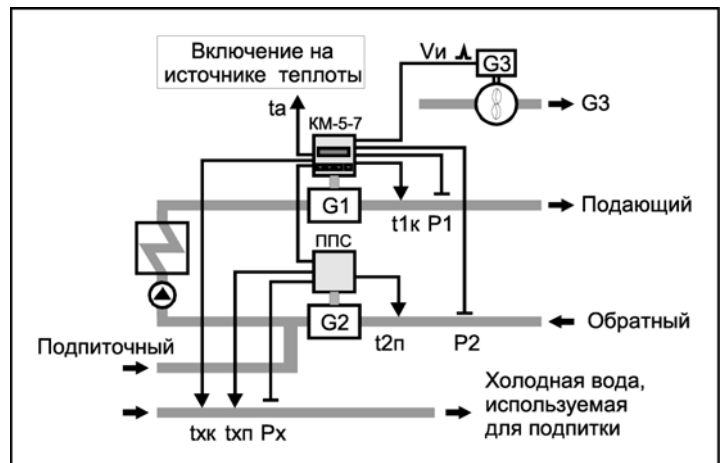 Включение на
источнике теплоты
Vи
G3
G3
ta
КМ-5-7
G1
Подающий
t1к P1
ППС
G2
Обратный
t2п P2
Подпиточный
Холодная вода,
используемая
для подпитки
tхк tхп Px